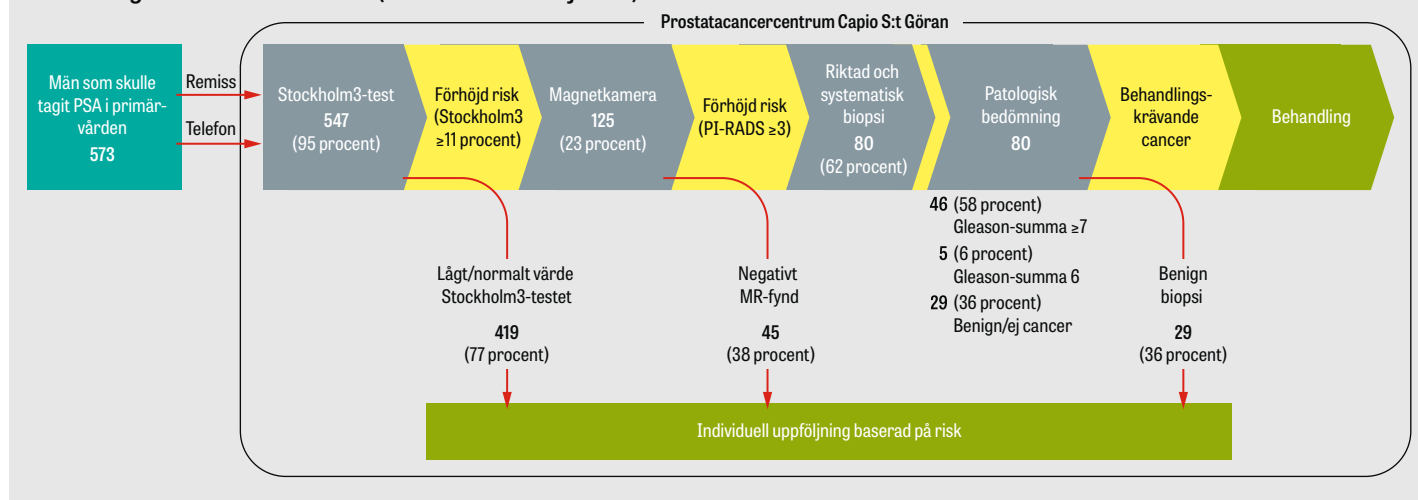 Prostatacancercentrum Capio S:t Göran
Män som skulle
tagit PSA i primär-
vården
573
Remiss
Telefon
Stockholm3-test
547
(95 procent)
Förhöjd risk
(Stockholm3
≥11 procent)
Magnetkamera
125
(23 procent)
Förhöjd risk
(PI-RADS ≥3)
Riktad och
systematisk
biopsi
80
(62 procent)
Patologisk
bedömning
80
Behandlings-
krävande
cancer
Behandling
46 (58 procent)
Gleason-summa ≥7
5 (6 procent)
Gleason-summa 6
29 (36 procent)
Benign/ej cancer
Lågt/normalt värde
Stockholm3-testet
419
(77 procent)
Negativt
MR-fynd
45
(38 procent)
Benign
biopsi
29
(36 procent)
Individuell uppföljning baserad på risk